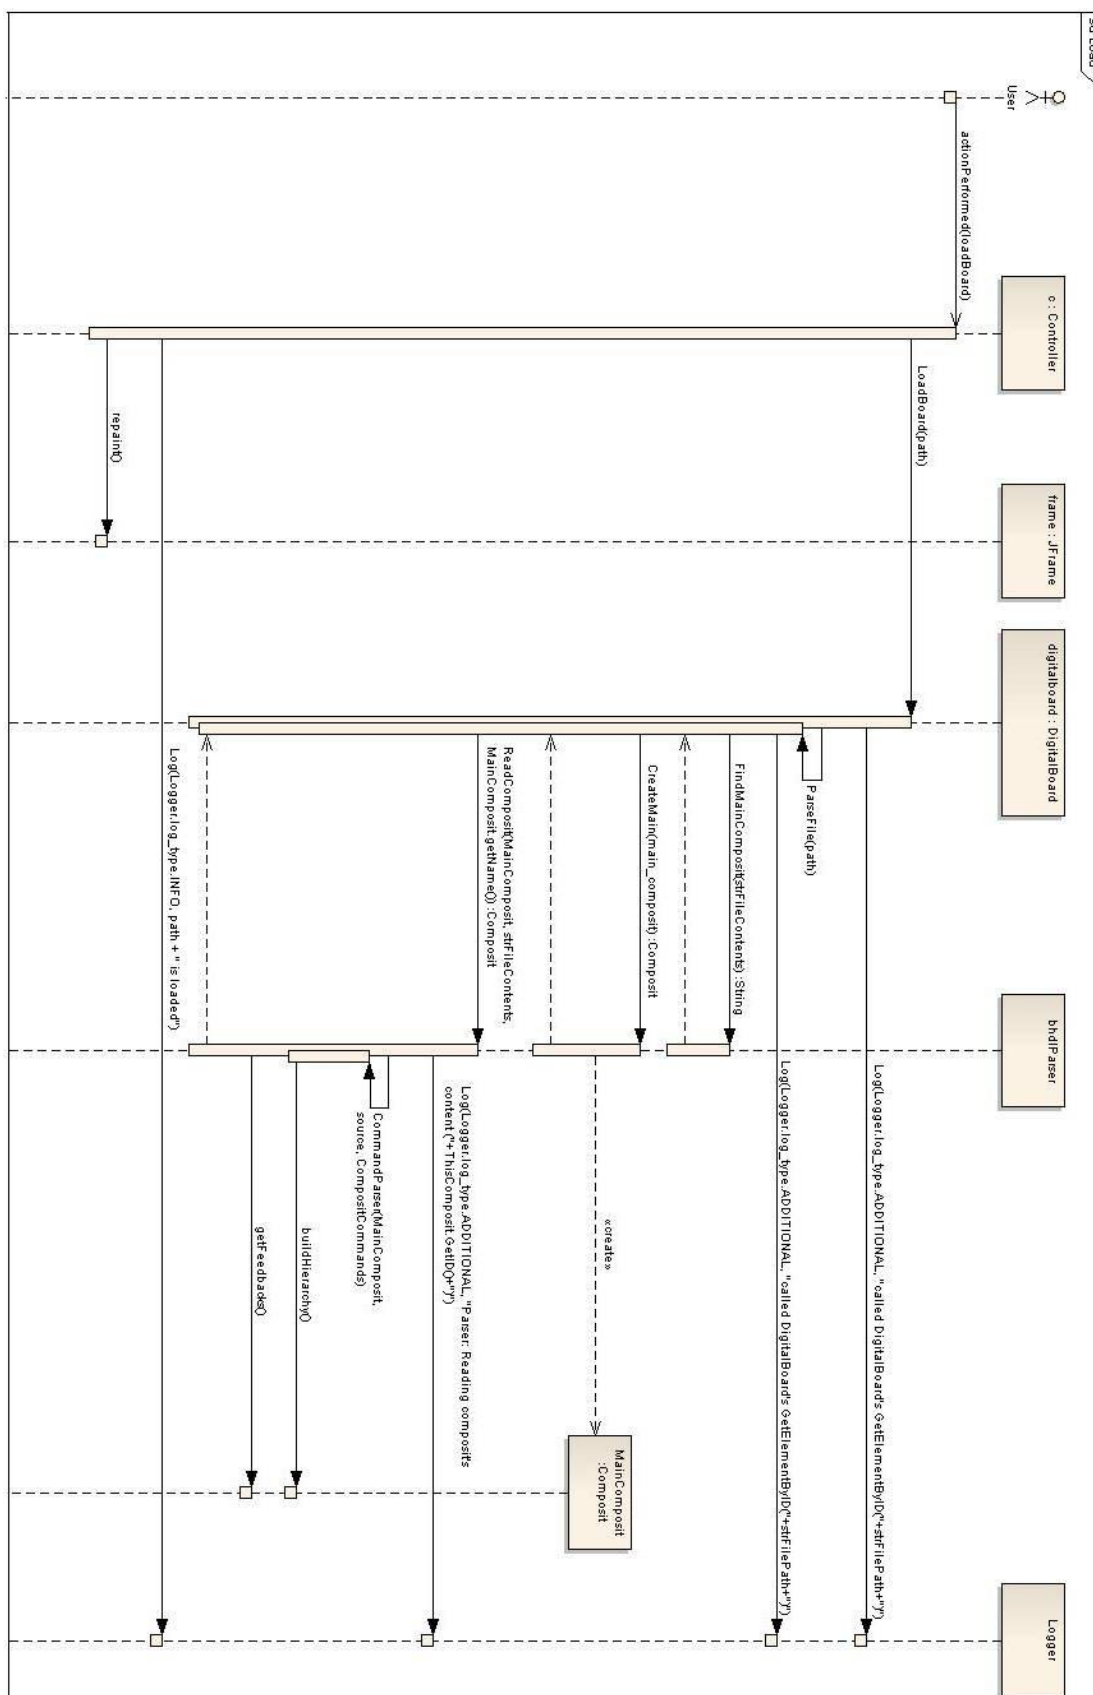 sd Load
User
c : Controller
frame : JFrame
digitalboard : DigitalBoard
bhdlParser
Logger
actionPerformed(loadBoard)
LoadBoard(path)
Log(Logger.log_type.ADDITIONAL, "called DigitalBoard's GetElementByID("+strFilePath+")")
ParseFile(path)
Log(Logger.log_type.ADDITIONAL, "called DigitalBoard's GetElementByID("+strFilePath+")")
FindMainComposit(strFileContents) :String
CreateMain(main_composit) :Composit
«create»
MainComposit
:Composit
ReadComposit(MainComposit, strFileContents,
MainComposit.getName()) :Composit
Log(Logger.log_type.ADDITIONAL, "Parser: Reading composit's
content ("+ThisComposit.GetID()+")")
CommandParser(MainComposit,
source, CompositCommands)
buildHierarchy()
getFeedbacks()
Log(Logger.log_type.INFO, path + " is loaded")
repaint()